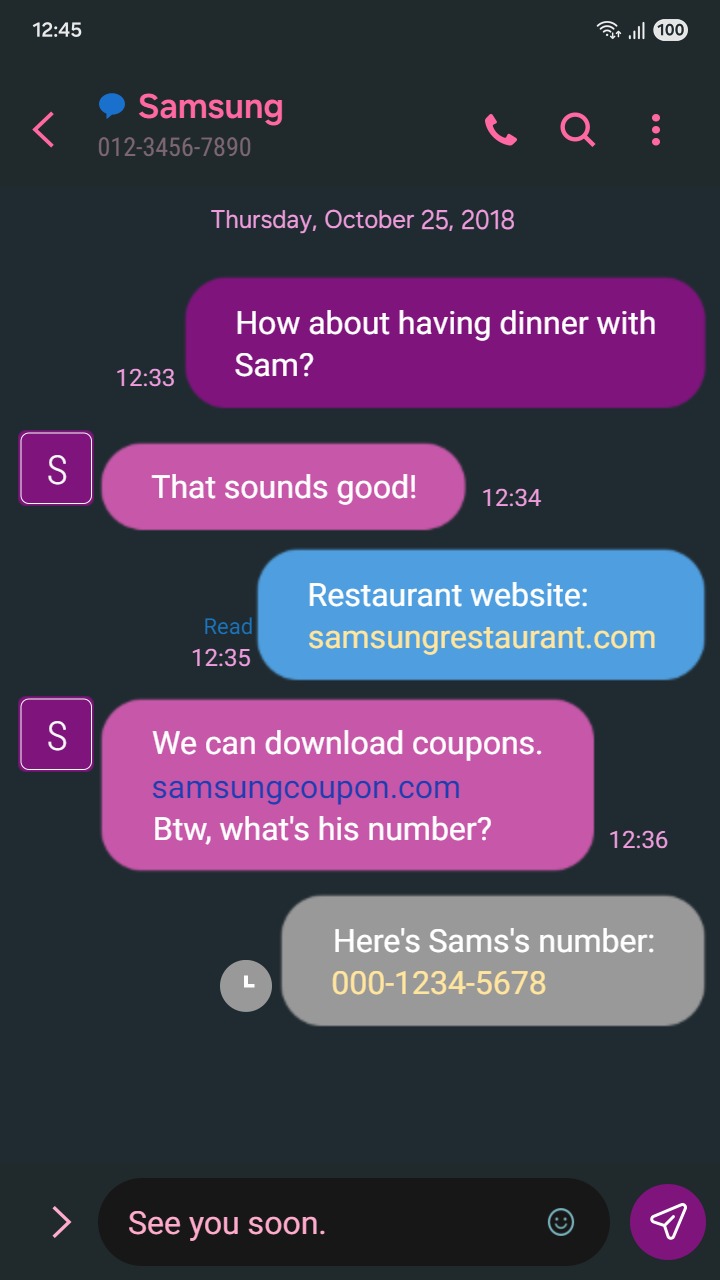 12:45
100
Samsung
012-3456-7890
Thursday, October 25, 2018
How about having dinner with
Sam?
12:33
S
That sounds good!
12:34
Restaurant website:
samsungrestaurant.com
Read
12:35
S
We can download coupons.
samsungcoupon.com
Btw, what's his number?
12:36
Here's Sams's number:
000-1234-5678
See you soon.